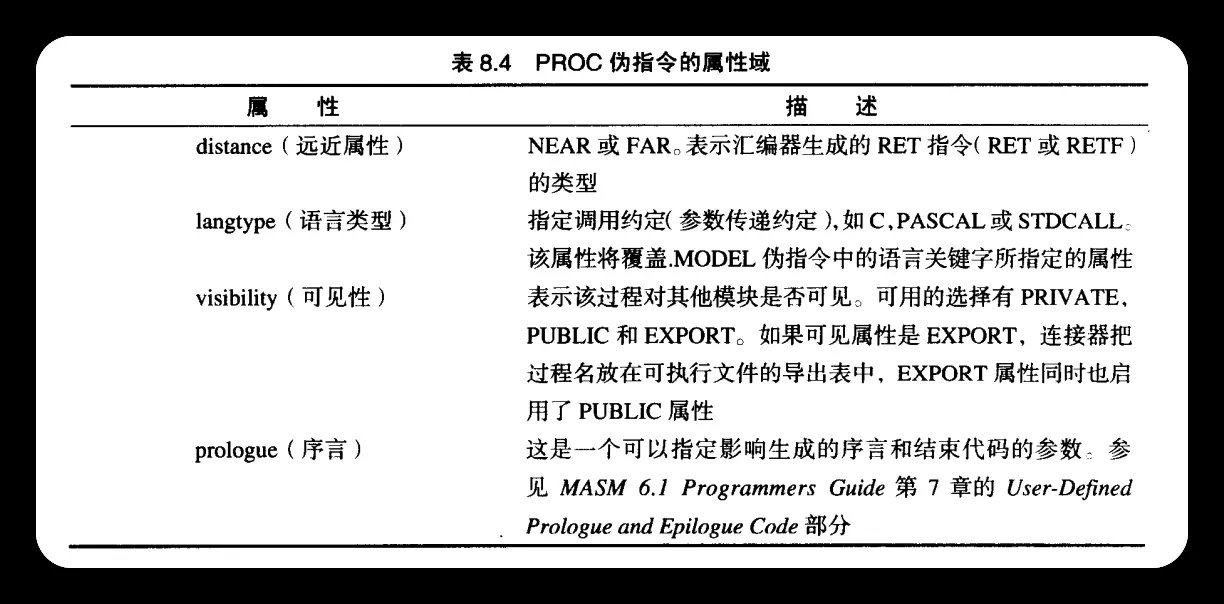 表 8.4 PROC 伪指令的属性域
属 性 描 述
distance（远近属性） NEAR 或 FAR。表示汇编器生成的 RET 指令（RET 或 RETF）
的类型
langtype（语言类型） 指定调用约定（参数传递约定），如 C，PASCAL 或 STDCALL。
该属性将覆盖.MODEL 伪指令中的语言关键字所指定的属性
visibility（可见性） 表示该过程对其他模块是否可见。可用的选择有 PRIVATE，
PUBLIC 和 EXPORT。如果可见属性是 EXPORT，连接器把
过程名放在可执行文件的导出表中，EXPORT 属性同时也启
用了 PUBLIC 属性
prologue（序言） 这是一个可以指定影响生成的序言和结束代码的参数。参
见 MASM 6.1 Programmers Guide 第 7 章的 User-Defined
Prologue and Epilogue Code 部分